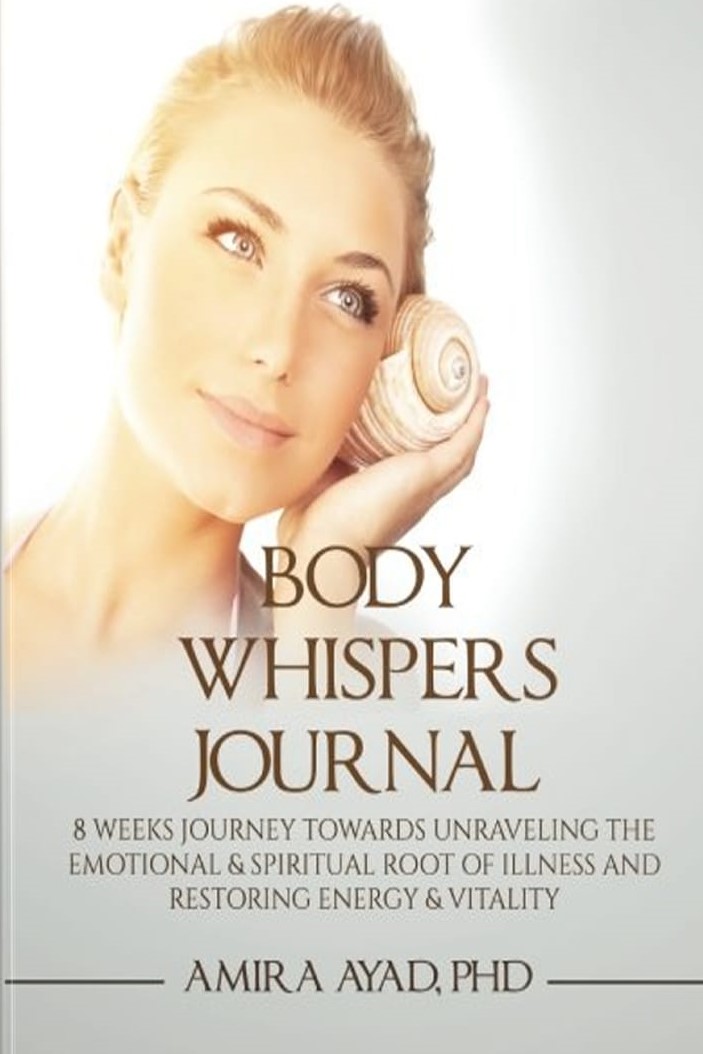 BODY
WHISPERS
JOURNAL
8 WEEKS JOURNEY TOWARDS UNRAVELING THE
EMOTIONAL & SPIRITUAL ROOT OF ILLNESS AND
RESTORING ENERGY & VITALITY
AMIRA AYAD, PHD